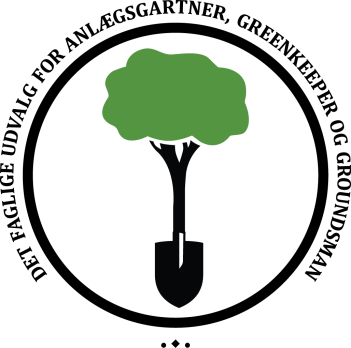 DET FAGLIGE UDVALG FOR ANLÆGSGARTNER, GREENKEEPER OG GROUNDSMAN